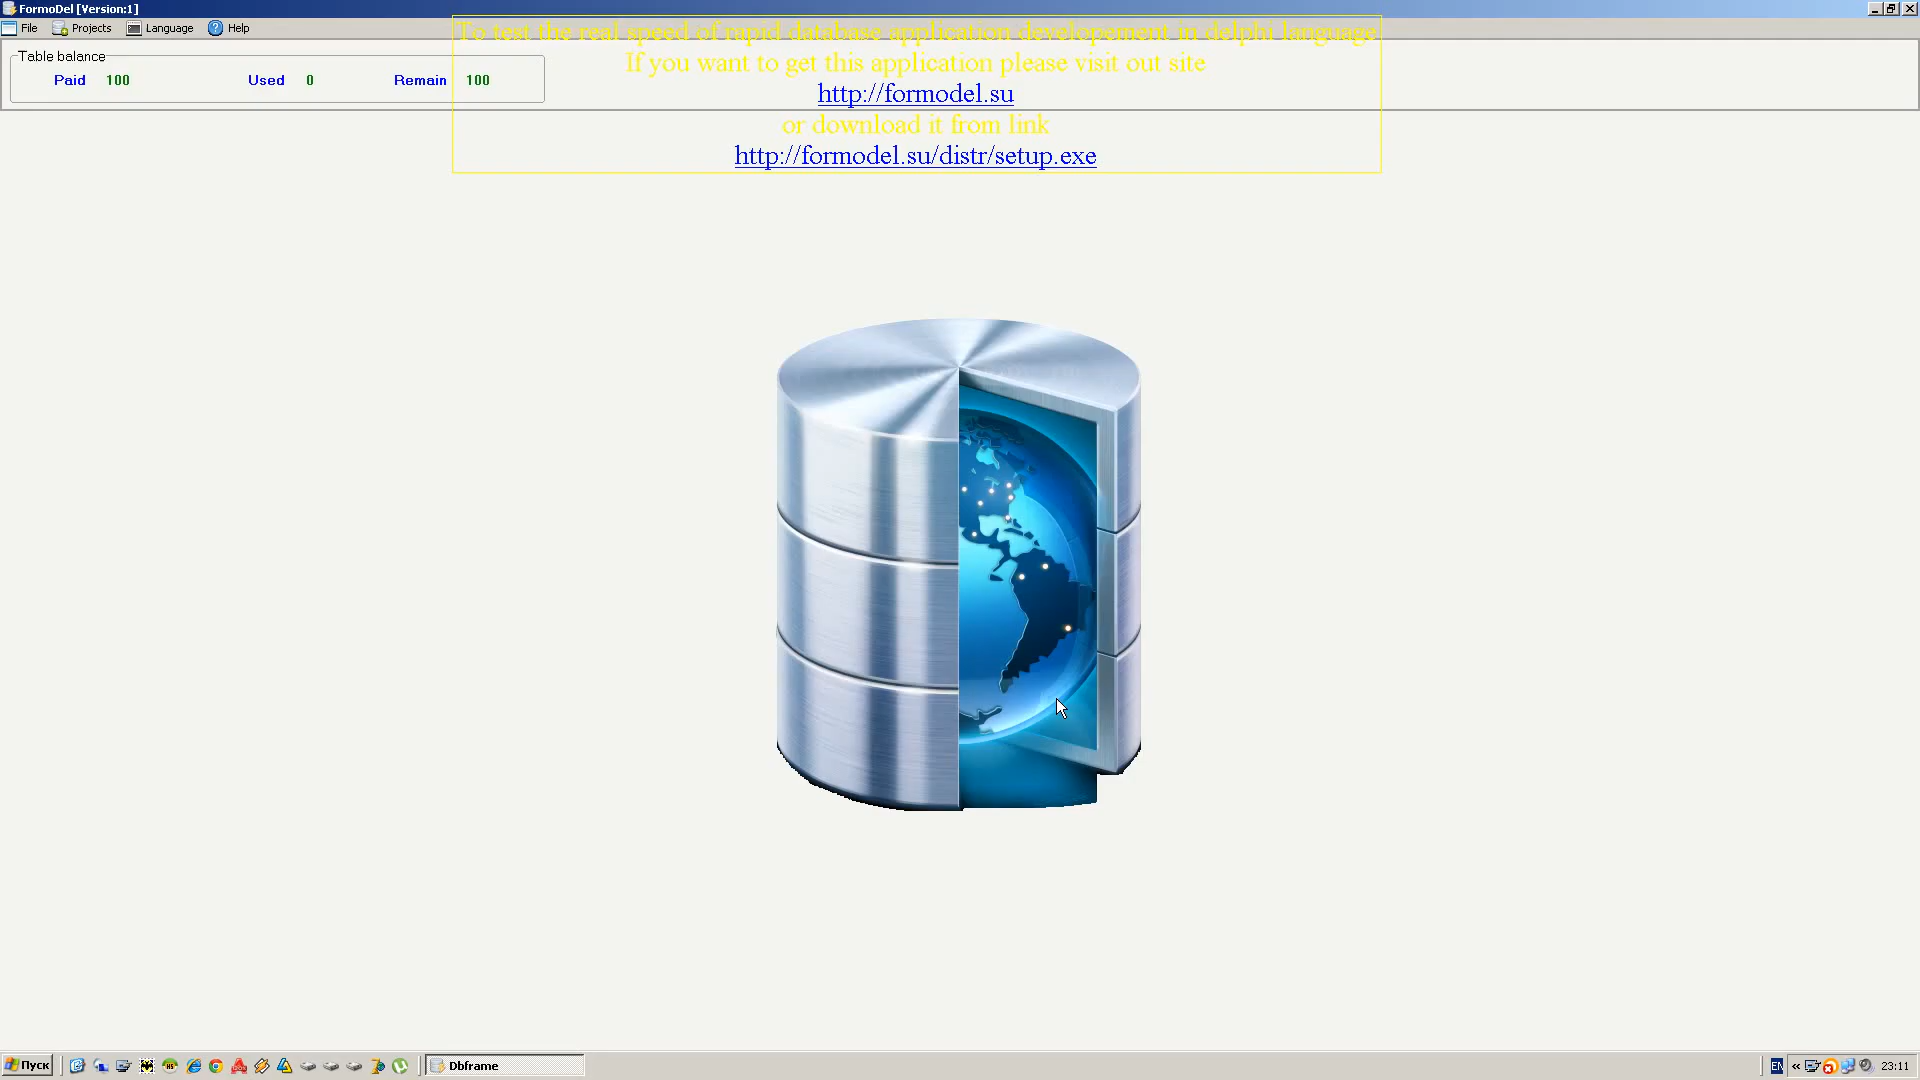 FormoDel [Version:1]
File Projects Language Help
To test the real speed of rapid database application developement in delphi language
If you want to get this application please visit out site
http://formodel.su
or download it from link
http://formodel.su/distr/setup.exe
Table balance
Paid 100 Used 0 Remain 100
Пуск
Dbframe
EN
23:11